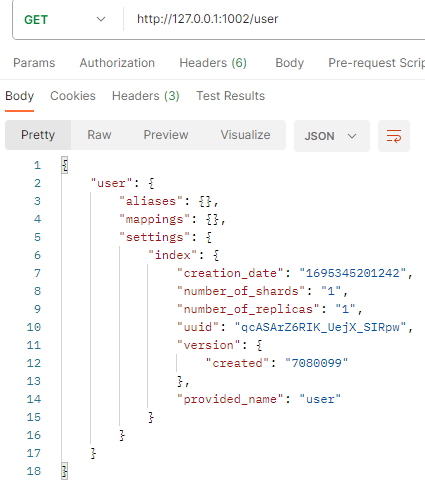 GET http://127.0.0.1:1002/user
Params Authorization Headers (6) Body Pre-request Scrip
Body Cookies Headers (3) Test Results
Pretty Raw Preview Visualize JSON
1 {
2 "user": {
3 "aliases": {},
4 "mappings": {},
5 "settings": {
6 "index": {
7 "creation_date": "1695345201242",
8 "number_of_shards": "1",
9 "number_of_replicas": "1",
10 "uuid": "qcASArZ6RIK_UejX_SIRpw",
11 "version": {
12 "created": "7080099"
13 },
14 "provided_name": "user"
15 }
16 }
17 }
18 }